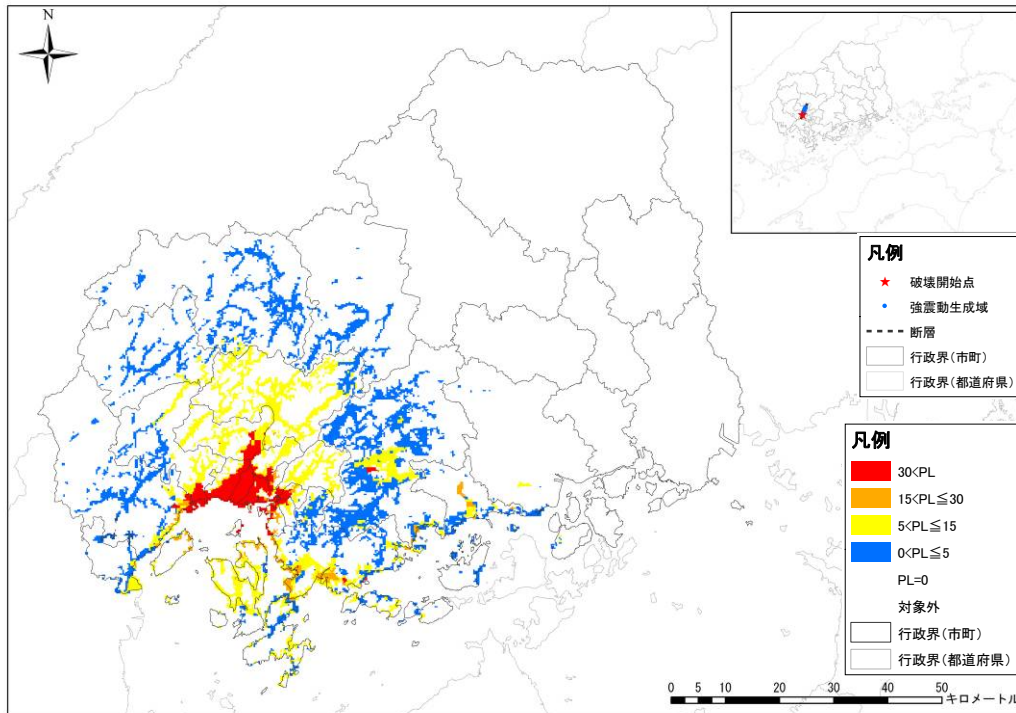 N
凡例
破壊開始点
強震動生成域
断層
行政界(市町)
行政界(都道府県)
凡例
30<PL
15<PL≦30
5<PL≦15
0<PL≦5
PL=0
対象外
行政界(市町)
行政界(都道府県)
0 5 10 20 30 40 50
キロメートル